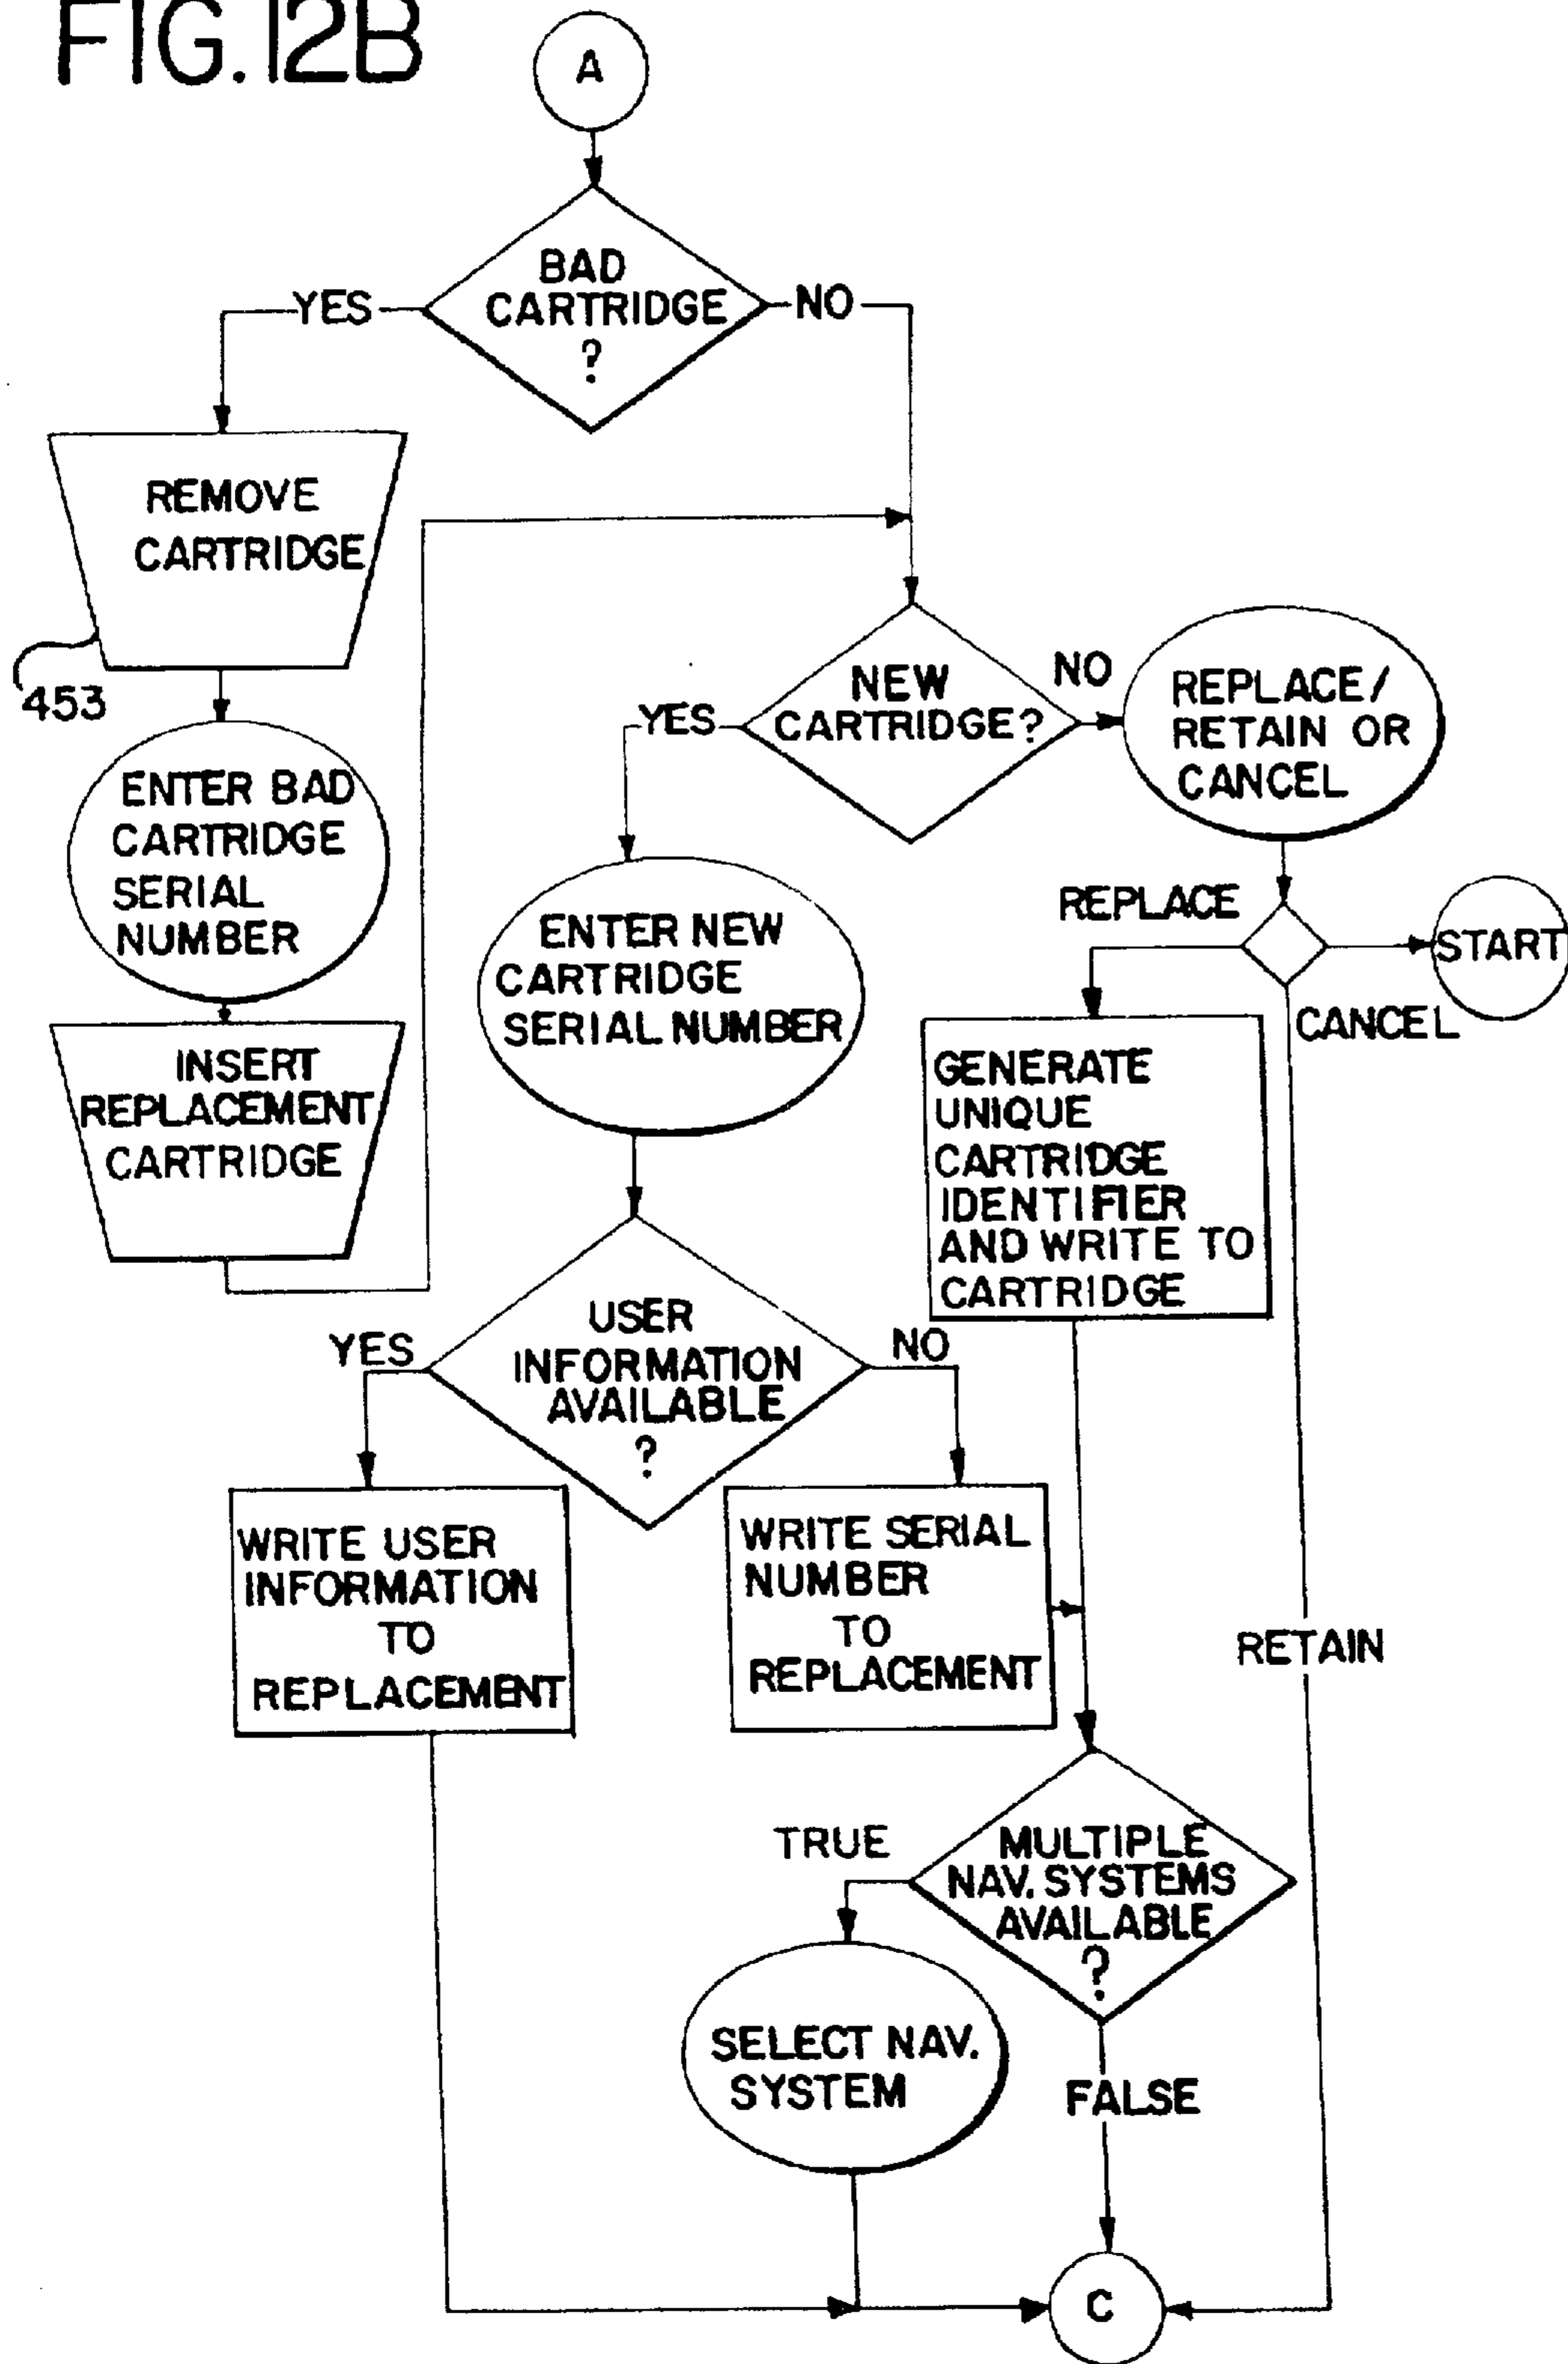 FIG. 12B
A
BAD
CARTRIDGE
?
YES
NO
REMOVE
CARTRIDGE
453
ENTER BAD
CARTRIDGE
SERIAL
NUMBER
INSERT
REPLACEMENT
CARTRIDGE
NEW
CARTRIDGE?
YES
NO
REPLACE/
RETAIN OR
CANCEL
REPLACE
START
CANCEL
ENTER NEW
CARTRIDGE
SERIAL NUMBER
GENERATE
UNIQUE
CARTRIDGE
IDENTIFIER
AND WRITE TO
CARTRIDGE
USER
INFORMATION
AVAILABLE
?
YES
NO
WRITE USER
INFORMATION
TO
REPLACEMENT
WRITE SERIAL
NUMBER
TO
REPLACEMENT
RETAIN
MULTIPLE
NAV. SYSTEMS
AVAILABLE
?
TRUE
SELECT NAV.
SYSTEM
FALSE
C